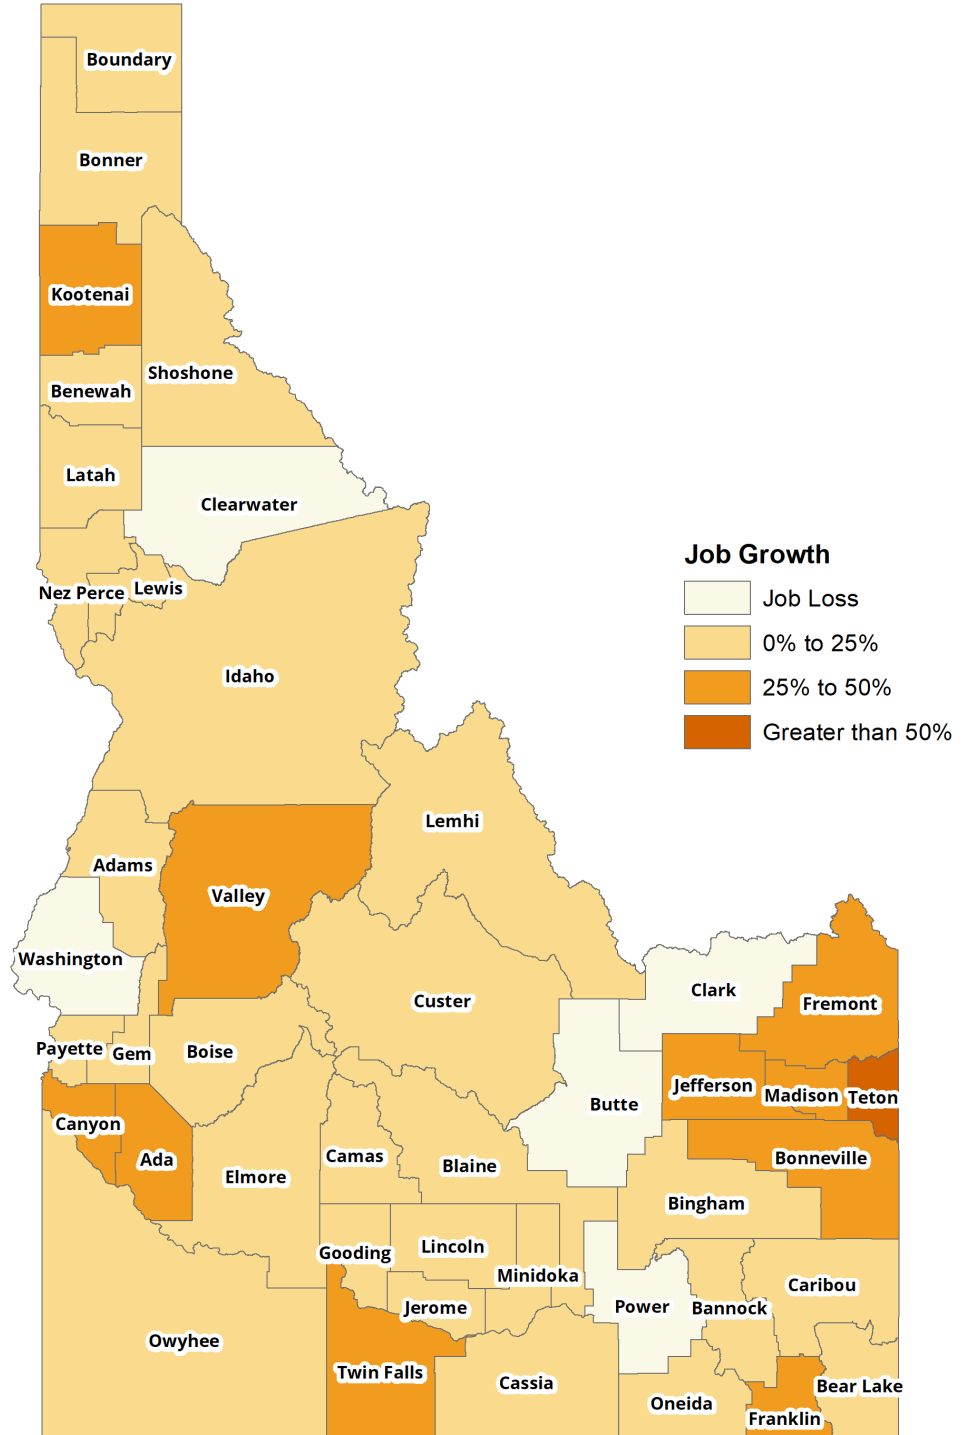 Boundary
Bonner
Kootenai
Shoshone
Benewah
Latah
Clearwater
Nez Perce
Lewis
Idaho
Job Growth
Job Loss
0% to 25%
25% to 50%
Greater than 50%
Lemhi
Adams
Valley
Washington
Custer
Clark
Fremont
Payette
Gem
Boise
Jefferson
Madison
Teton
Butte
Canyon
Ada
Camas
Blaine
Bonneville
Elmore
Bingham
Gooding
Lincoln
Minidoka
Caribou
Jerome
Power
Bannock
Owyhee
Twin Falls
Cassia
Bear Lake
Oneida
Franklin